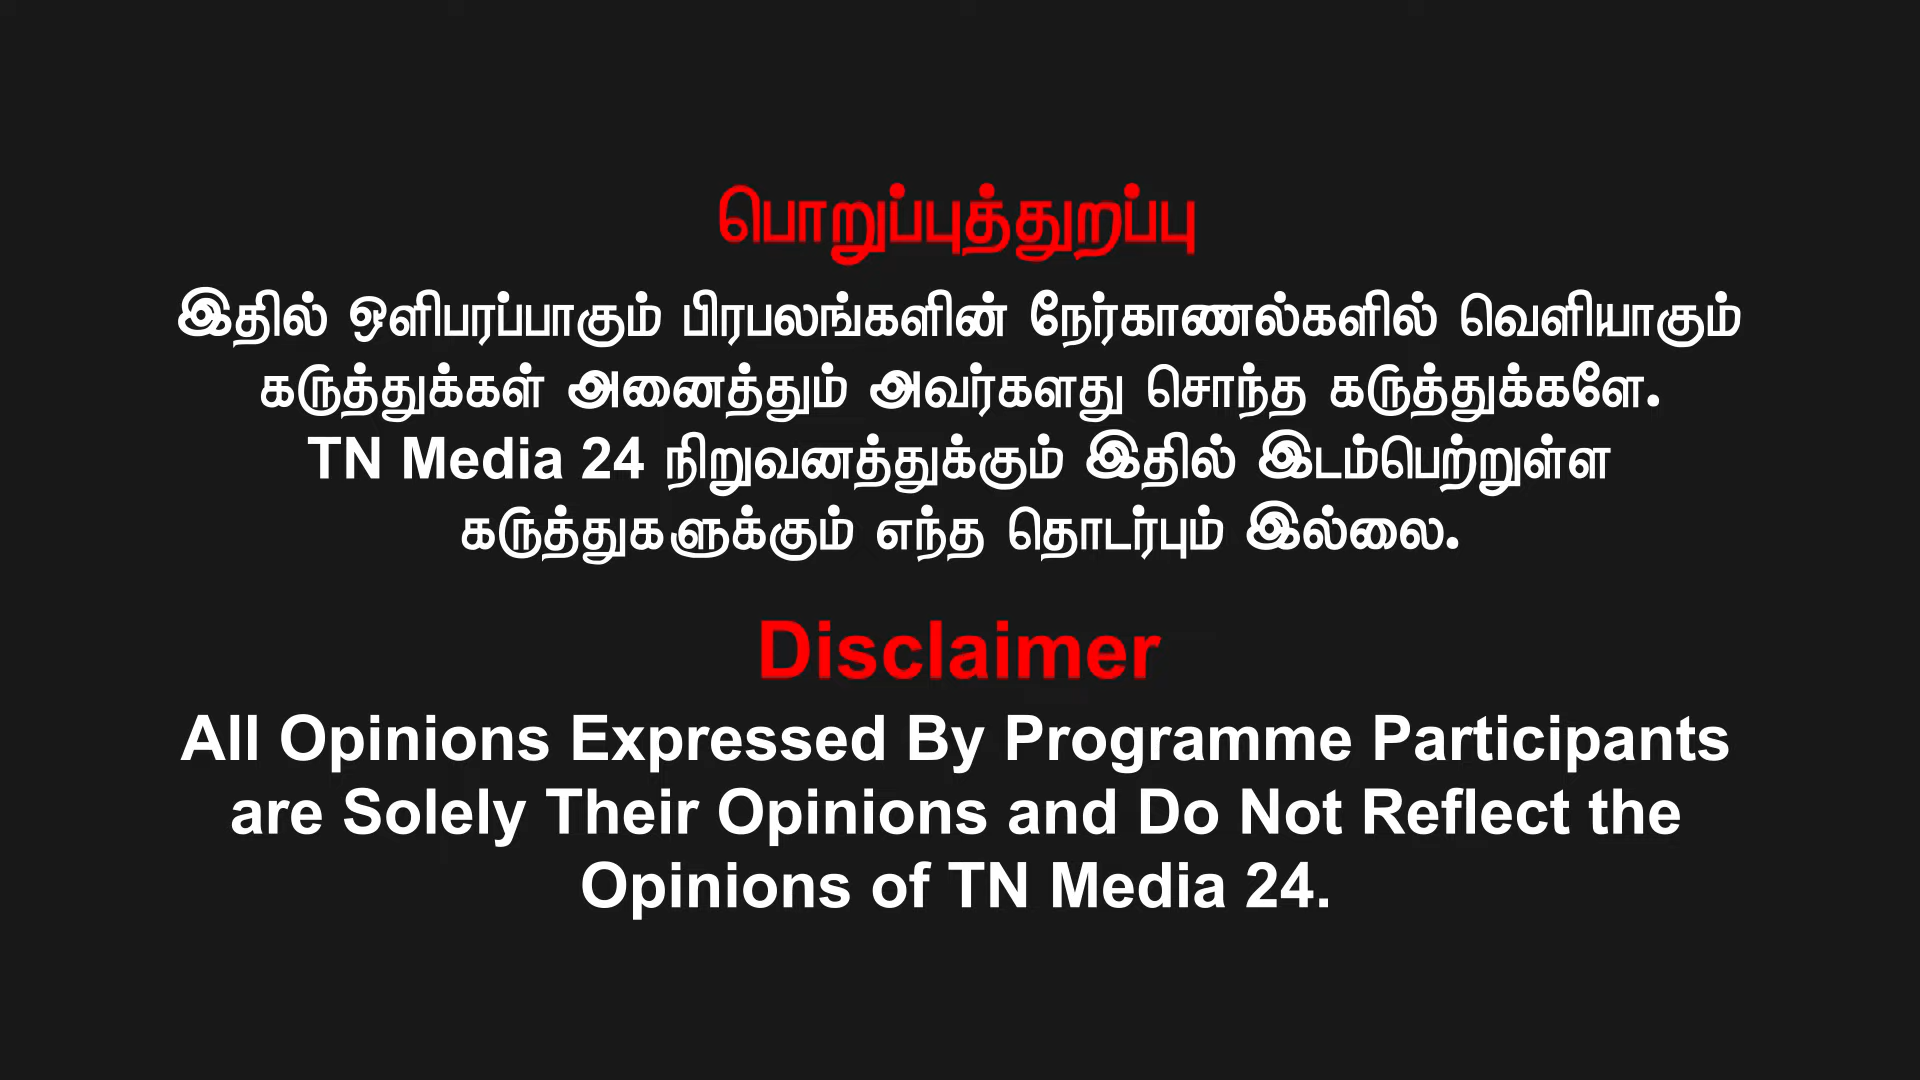 பொறுப்புத்துறப்பு
இதில் ஒளிபரப்பாகும் பிரபலங்களின் நேர்காணல்களில் வெளியாகும்
கருத்துக்கள் அனைத்தும் அவர்களது சொந்த கருத்துக்களே.
TN Media 24 நிறுவனத்துக்கும் இதில் இடம்பெற்றுள்ள
கருத்துகளுக்கும் எந்த தொடர்பும் இல்லை.
Disclaimer
All Opinions Expressed By Programme Participants
are Solely Their Opinions and Do Not Reflect the
Opinions of TN Media 24.